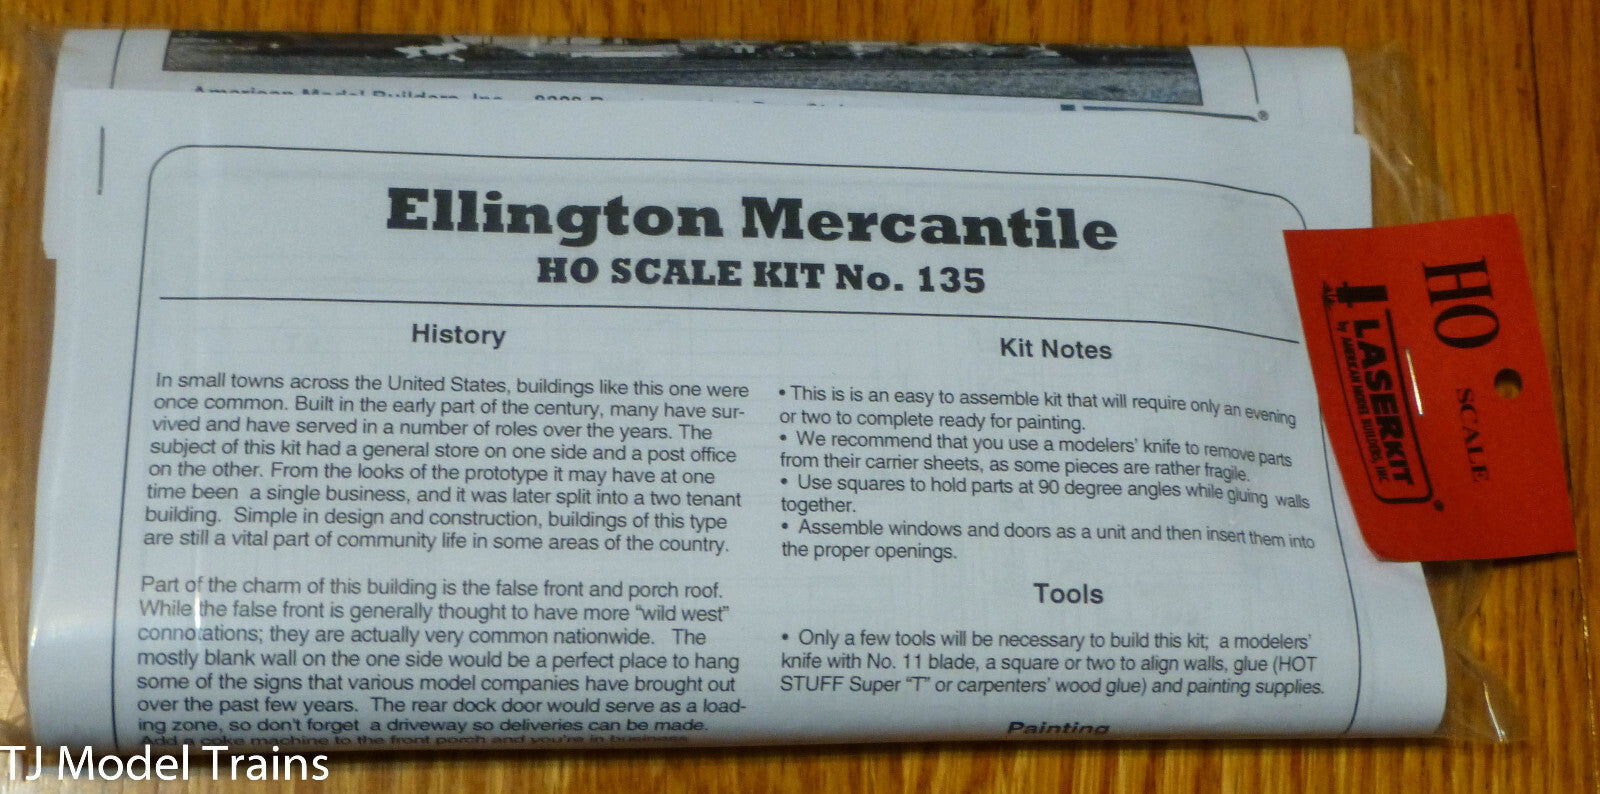 American Model Builders, Inc.
Ellington Mercantile
HO SCALE KIT No. 135
History
In small towns across the United States, buildings like this one were
once common. Built in the early part of the century, many have sur-
vived and have served in a number of roles over the years. The
subject of this kit had a general store on one side and a post office
on the other. From the looks of the prototype it may have at one
time been a single business, and it was later split into a two tenant
building. Simple in design and construction, buildings of this type
are still a vital part of community life in some areas of the country.
Part of the charm of this building is the false front and porch roof.
While the false front is generally thought to have more “wild west”
connotations; they are actually very common nationwide. The
mostly blank wall on the one side would be a perfect place to hang
some of the signs that various model companies have brought out
over the past few years. The rear dock door would serve as a load-
ing zone, so don't forget a driveway so deliveries can be made.
Add a coke machine to the front porch and you're in business.
Kit Notes
• This is is an easy to assemble kit that will require only an evening
or two to complete ready for painting.
• We recommend that you use a modelers' knife to remove parts
from their carrier sheets, as some pieces are rather fragile.
• Use squares to hold parts at 90 degree angles while gluing walls
together.
• Assemble windows and doors as a unit and then insert them into
the proper openings.
Tools
• Only a few tools will be necessary to build this kit; a modelers'
knife with No. 11 blade, a square or two to align walls, glue (HOT
STUFF Super “T” or carpenters' wood glue) and painting supplies.
Painting
HO
SCALE
LASERKIT
by AMERICAN MODEL BUILDERS, INC.
®
®
TJ Model Trains